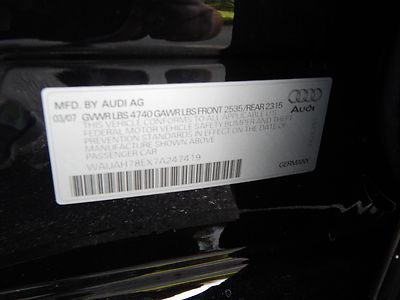 MFD. BY AUDI AG
03/07 GVWR LBS 4740 GAWR LBS FRONT 2535/REAR 2315
THIS VEHICLE CONFORMS TO ALL APPLICABLE U.S.
FEDERAL MOTOR VEHICLE SAFETY BUMPER AND THEFT
PREVENTION STANDARDS IN EFFECT ON THE DATE OF
MANUFACTURE SHOWN ABOVE.
PASSENGER CAR
WAUAH78EX7A247419
Audi
GERMANY